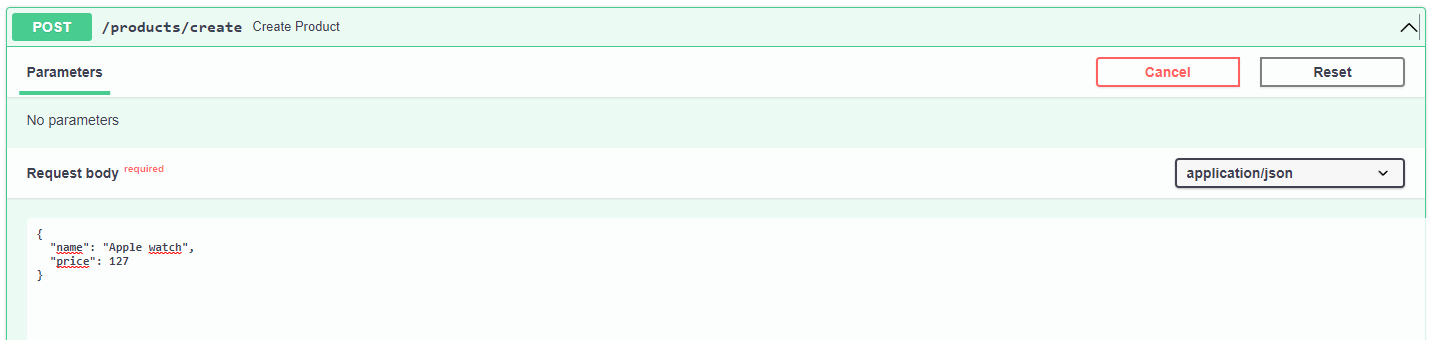 POST /products/create Create Product
Parameters Cancel Reset
No parameters
Request body required application/json
{
"name": "Apple watch",
"price": 127
}